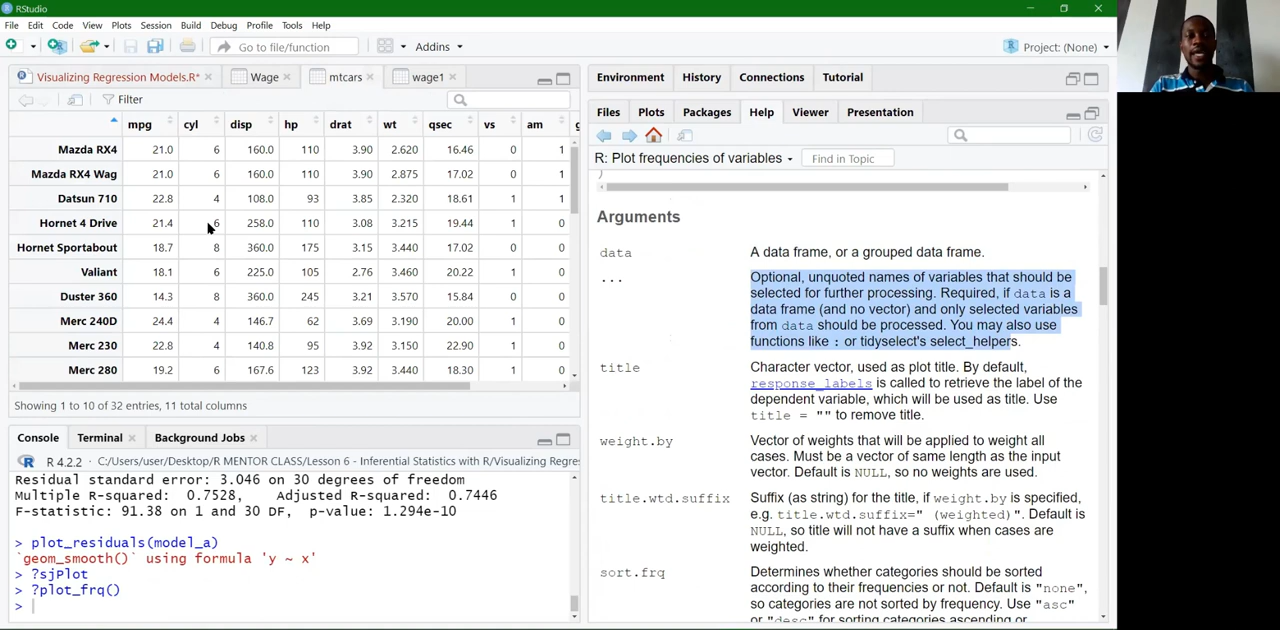 RStudio
File Edit Code View Plots Session Build Debug Profile Tools Help
Go to file/function Addins Project: (None)
Visualizing Regression Models.R* Wage mtcars wage1
Filter
mpg cyl disp hp drat wt qsec vs am g
Mazda RX4 21.0 6 160.0 110 3.90 2.620 16.46 0 1
Mazda RX4 Wag 21.0 6 160.0 110 3.90 2.875 17.02 0 1
Datsun 710 22.8 4 108.0 93 3.85 2.320 18.61 1 1
Hornet 4 Drive 21.4 6 258.0 110 3.08 3.215 19.44 1 0
Hornet Sportabout 18.7 8 360.0 175 3.15 3.440 17.02 0 0
Valiant 18.1 6 225.0 105 2.76 3.460 20.22 1 0
Duster 360 14.3 8 360.0 245 3.21 3.570 15.84 0 0
Merc 240D 24.4 4 146.7 62 3.69 3.190 20.00 1 0
Merc 230 22.8 4 140.8 95 3.92 3.150 22.90 1 0
Merc 280 19.2 6 167.6 123 3.92 3.440 18.30 1 0
Showing 1 to 10 of 32 entries, 11 total columns
Console Terminal Background Jobs
R 4.2.2 · C:/Users/user/Desktop/R MENTOR CLASS/Lesson 6 - Inferential Statistics with R/Visualizing Regre
Residual standard error: 3.046 on 30 degrees of freedom
Multiple R-squared: 0.7528, Adjusted R-squared: 0.7446
F-statistic: 91.38 on 1 and 30 DF, p-value: 1.294e-10
> plot_residuals(model_a)
`geom_smooth()` using formula 'y ~ x'
> ?sjPlot
> ?plot_frq()
>
Environment History Connections Tutorial
Files Plots Packages Help Viewer Presentation
R: Plot frequencies of variables Find in Topic
)
Arguments
data A data frame, or a grouped data frame.
... Optional, unquoted names of variables that should be
selected for further processing. Required, if data is a
data frame (and no vector) and only selected variables
from data should be processed. You may also use
functions like : or tidyselect's select_helpers.
title Character vector, used as plot title. By default,
response_labels is called to retrieve the label of the
dependent variable, which will be used as title. Use
title = "" to remove title.
weight.by Vector of weights that will be applied to weight all
cases. Must be a vector of same length as the input
vector. Default is NULL, so no weights are used.
title.wtd.suffix Suffix (as string) for the title, if weight.by is specified,
e.g. title.wtd.suffix=" (weighted)". Default is
NULL, so title will not have a suffix when cases are
weighted.
sort.frq Determines whether categories should be sorted
according to their frequencies or not. Default is "none",
so categories are not sorted by frequency. Use "asc"
or "desc" for sorting categories ascending or